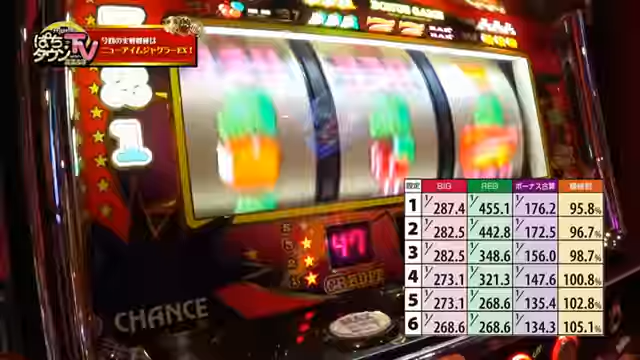 ぱち
タウン
TV
今回の実戦機種は
ニューアイムジャグラーEX!
BONUS GAME
1
47
CREDIT
CHANCE
設定 BIG REG ボーナス合算 機械割
1 1/287.4 1/455.1 1/176.2 95.8%
2 1/282.5 1/442.8 1/172.5 96.7%
3 1/282.5 1/348.6 1/156.0 98.7%
4 1/273.1 1/321.3 1/147.6 100.8%
5 1/273.1 1/268.6 1/135.4 102.8%
6 1/268.6 1/268.6 1/134.3 105.1%